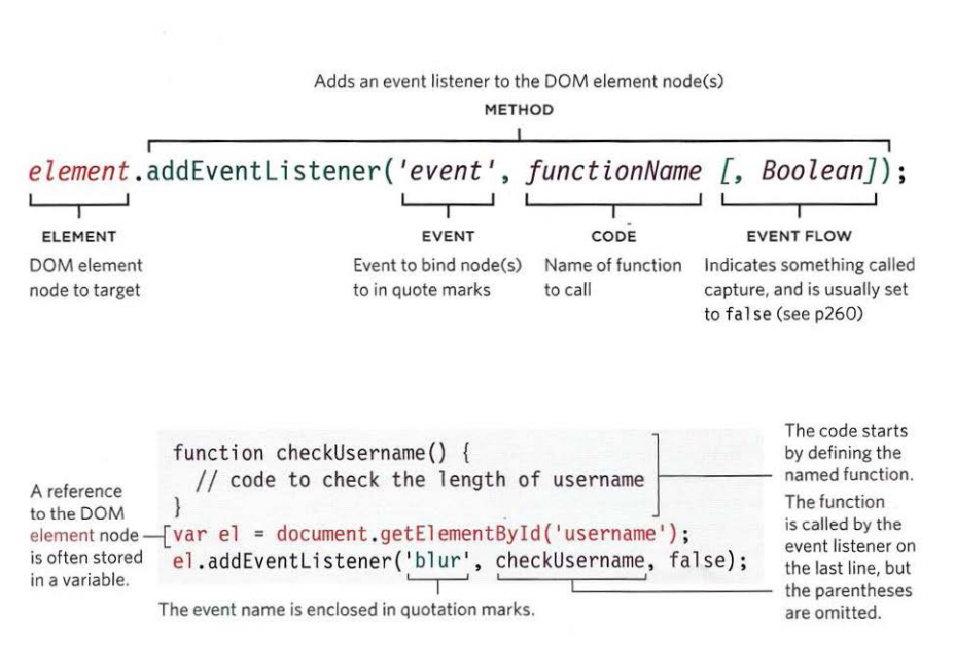 Adds an event listener to the DOM element node(s)
METHOD
element.addEventListener('event', functionName [, Boolean]);
ELEMENT
DOM element
node to target
EVENT
Event to bind node(s)
to in quote marks
CODE
Name of function
to call
EVENT FLOW
Indicates something called
capture, and is usually set
to false (see p260)
A reference
to the DOM
element node
is often stored
in a variable.
function checkUsername() {
// code to check the length of username
}
var el = document.getElementById('username');
el.addEventListener('blur', checkUsername, false);
The event name is enclosed in quotation marks.
The code starts
by defining the
named function.
The function
is called by the
event listener on
the last line, but
the parentheses
are omitted.